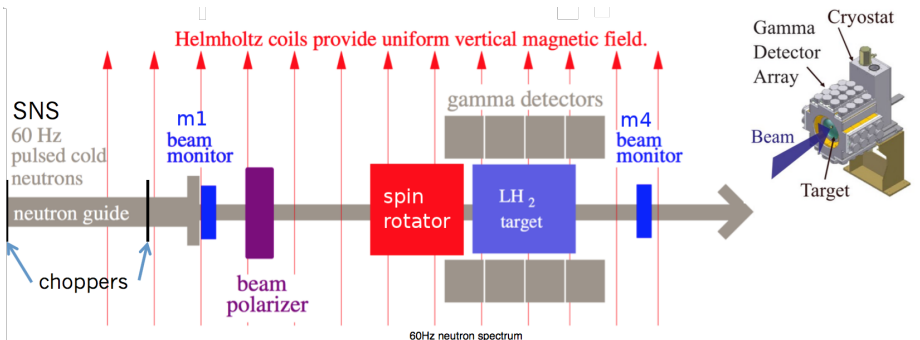 Helmholtz coils provide uniform vertical magnetic field.
SNS
60 Hz
pulsed cold
neutrons
neutron guide
choppers
m1
beam
monitor
beam
polarizer
spin
rotator
gamma detectors
LH2
target
m4
beam
monitor
60Hz neutron spectrum
Gamma
Detector
Array
Cryostat
Beam
Target